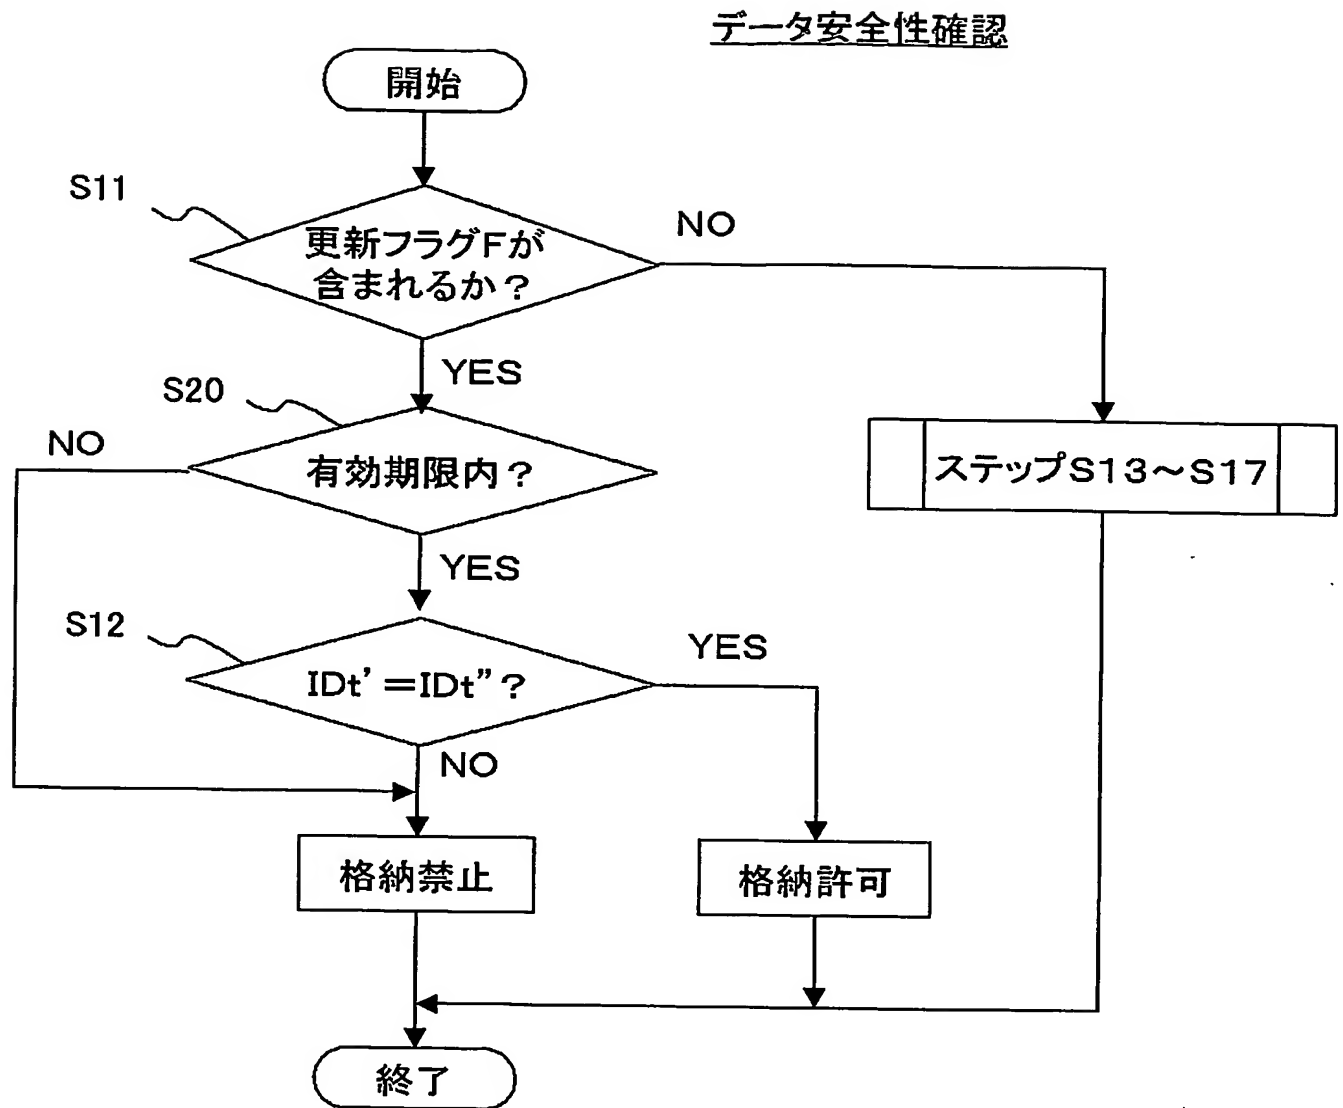 データ安全性確認
開始
S11
更新フラグFが
含まれるか？
NO
YES
S20
NO
有効期限内？
ステップS13～S17
YES
S12
IDt'=IDt"？
YES
NO
格納禁止
格納許可
終了